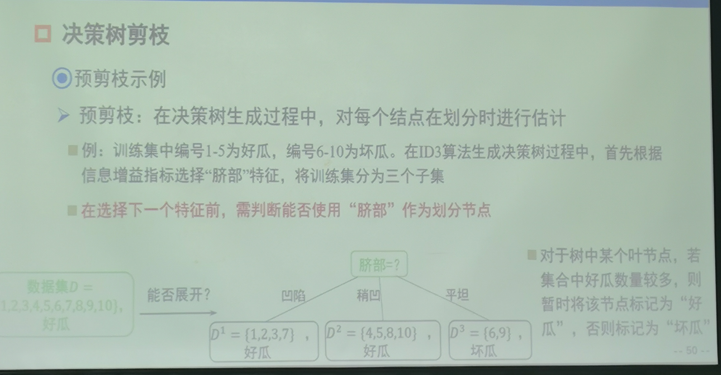 决策树剪枝
预剪枝示例
预剪枝：在决策树生成过程中，对每个结点在划分时进行估计
例：训练集中编号1-5为好瓜，编号6-10为坏瓜。在ID3算法生成决策树过程中，首先根据
信息增益指标选择“脐部”特征，将训练集分为三个子集
在选择下一个特征前，需判断能否使用“脐部”作为划分节点
数据集D=
{1,2,3,4,5,6,7,8,9,10}，
好瓜
能否展开？
脐部=?
凹陷
稍凹
平坦
D¹ = {1,2,3,7}，
好瓜
D² = {4,5,8,10}，
好瓜
D³ = {6,9}，
坏瓜
对于树中某个叶节点，若
集合中好瓜数量较多，则
暂时将该节点标记为“好
瓜”，否则标记为“坏瓜”
-- 50 --